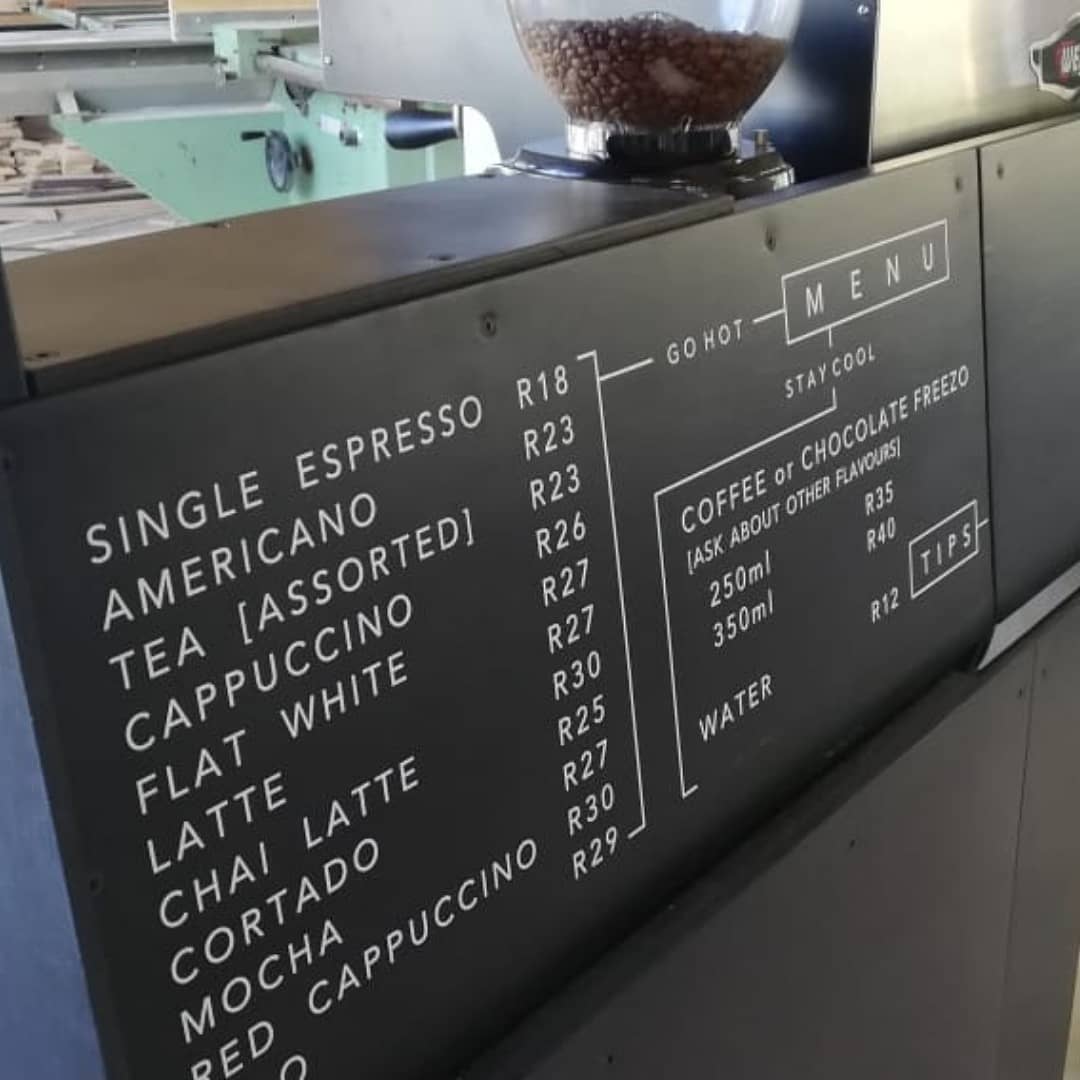 MENU
GO HOT
STAY COOL
SINGLE ESPRESSO R18
AMERICANO R23
TEA [ASSORTED] R23
CAPPUCCINO R26
FLAT WHITE R27
LATTE R27
CHAI LATTE R30
CORTADO R25
MOCHA R27
RED CAPPUCCINO R30
R29
COFFEE or CHOCOLATE FREEZO
[ASK ABOUT OTHER FLAVOURS]
250ml R35
350ml R40
WATER R12
TIPS